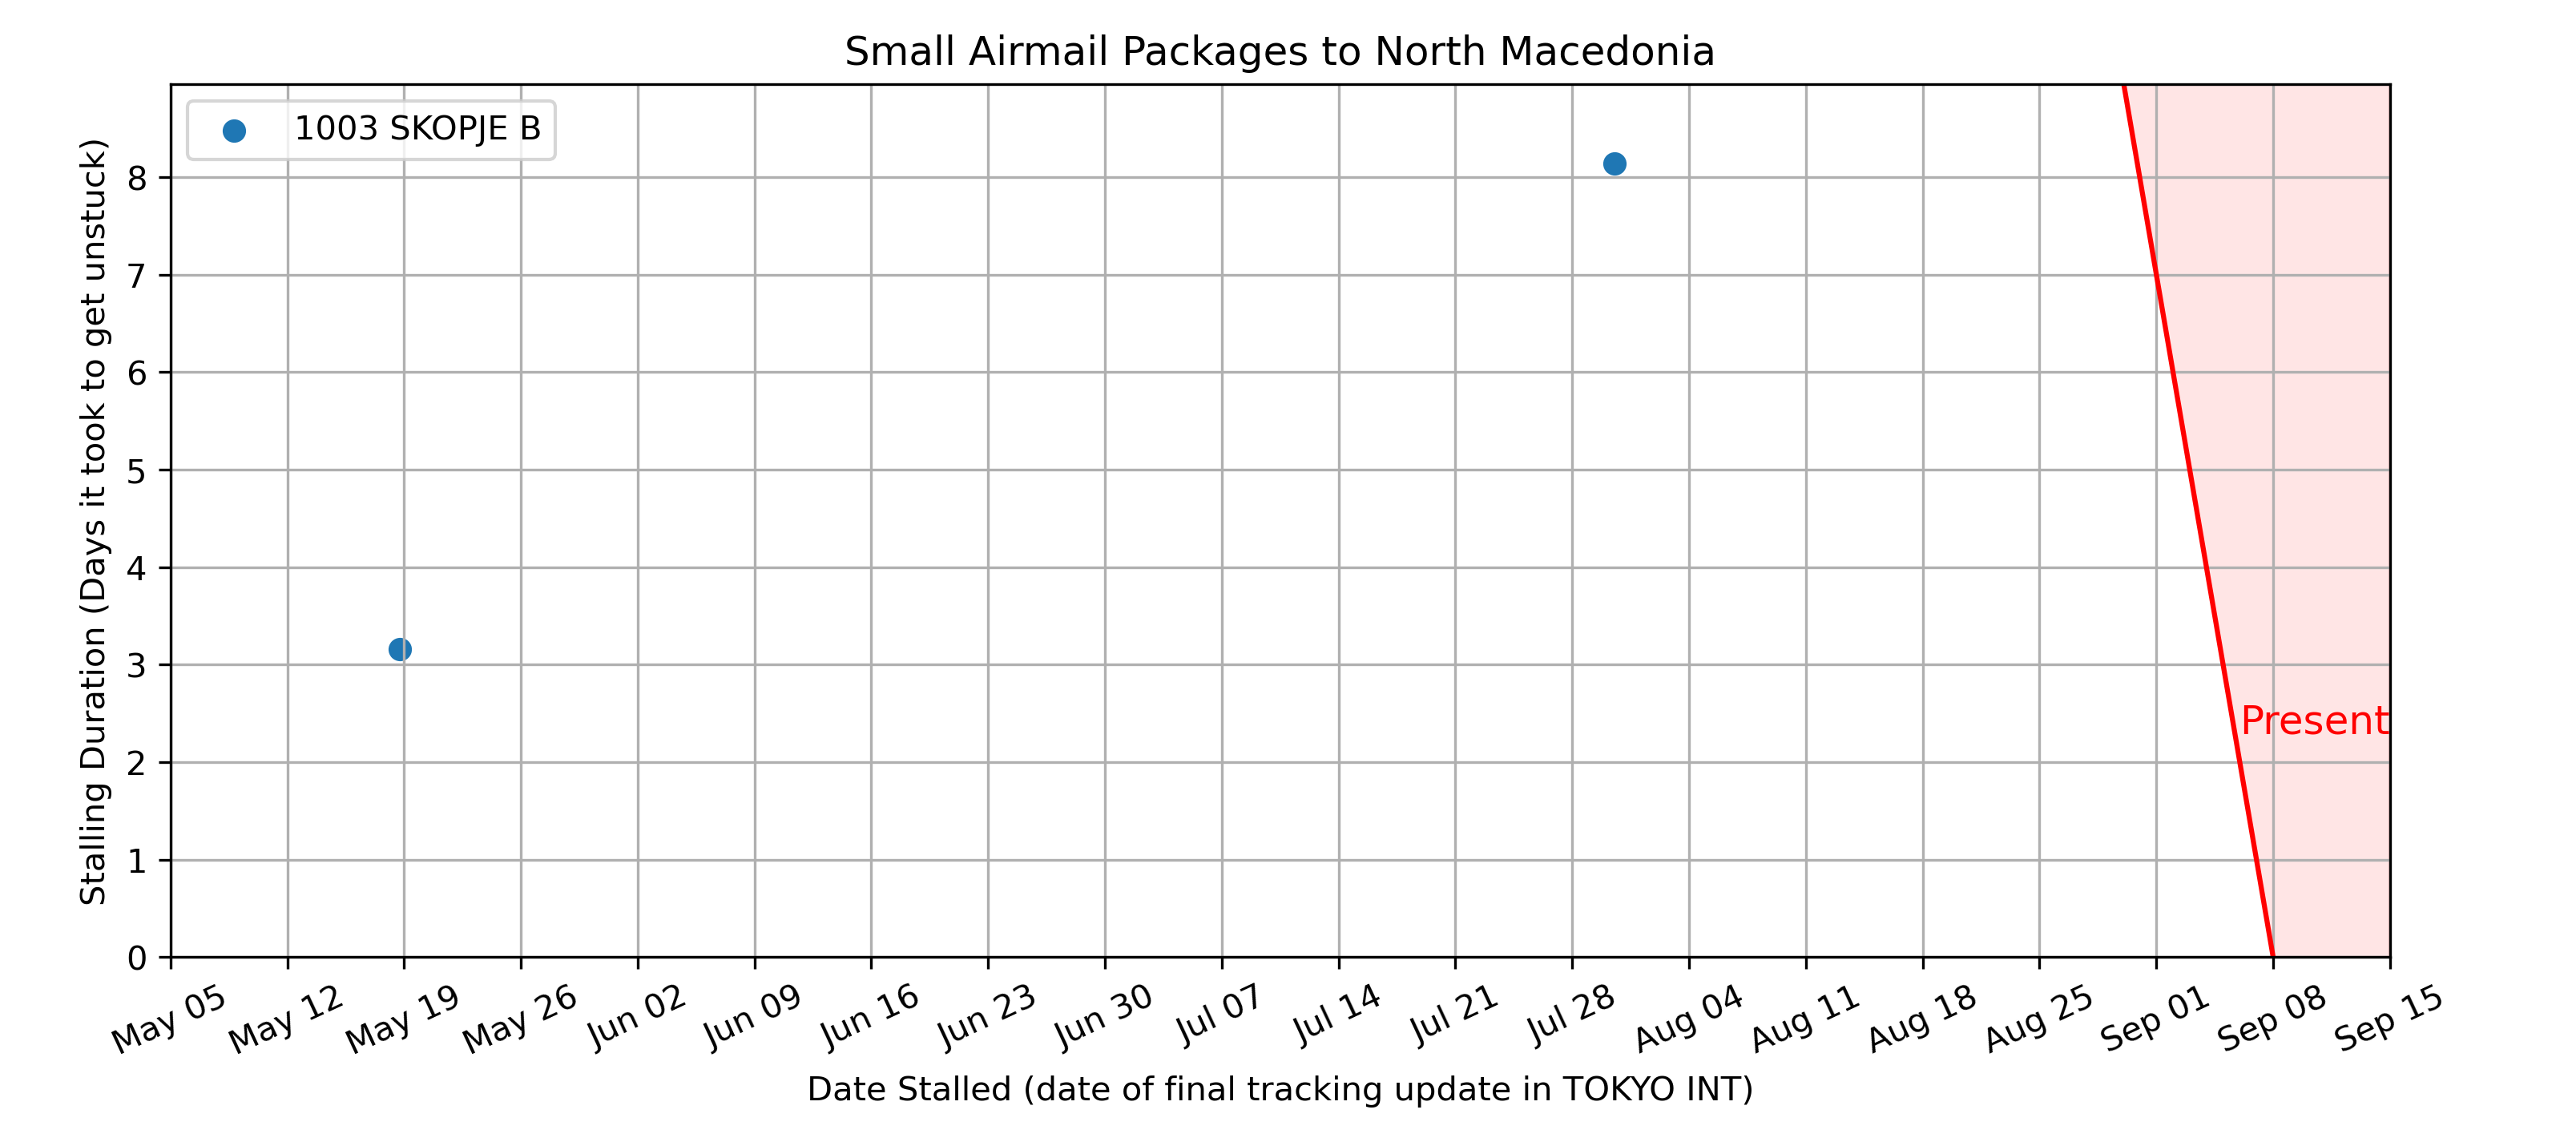 Small Airmail Packages to North Macedonia
1003 SKOPJE B
Stalling Duration (Days it took to get unstuck)
8
7
6
5
4
3
2
1
0
Present
May 05
May 12
May 19
May 26
Jun 02
Jun 09
Jun 16
Jun 23
Jun 30
Jul 07
Jul 14
Jul 21
Jul 28
Aug 04
Aug 11
Aug 18
Aug 25
Sep 01
Sep 08
Sep 15
Date Stalled (date of final tracking update in TOKYO INT)